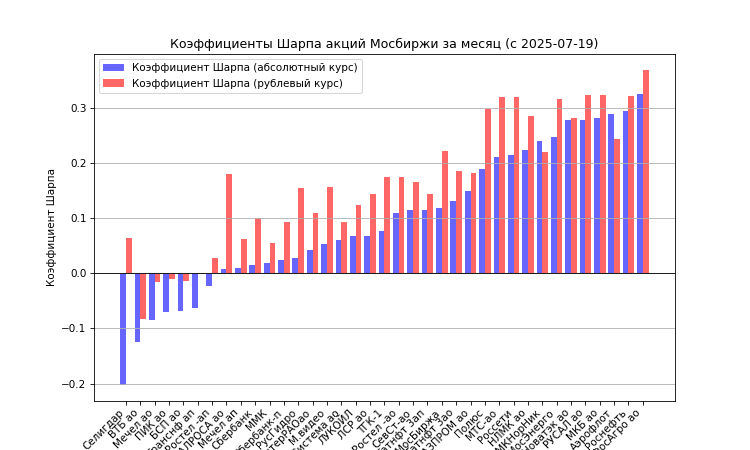 Коэффициенты Шарпа акций Мосбиржи за месяц (с 2025-07-19)
Коэффициент Шарпа (абсолютный курс)
Коэффициент Шарпа (рублевый курс)
Коэффициент Шарпа
0.3
0.2
0.1
0.0
−0.1
−0.2
Селигдар
ВТБ ао
Мечел ао
ПИК ао
БСП ао
Ростел -ап
Мечел ап
Сбербанк
ММК
РусГидро
М.видео
ЛУКОЙЛ
ЛСР ао
ТГК-1
Ростел -ао
СевСт-ао
МосБиржа
Полюс
МТС-ао
Россети
НЛМК ао
РУСАЛ ао
МКБ ао
Аэрофлот
Роснефть